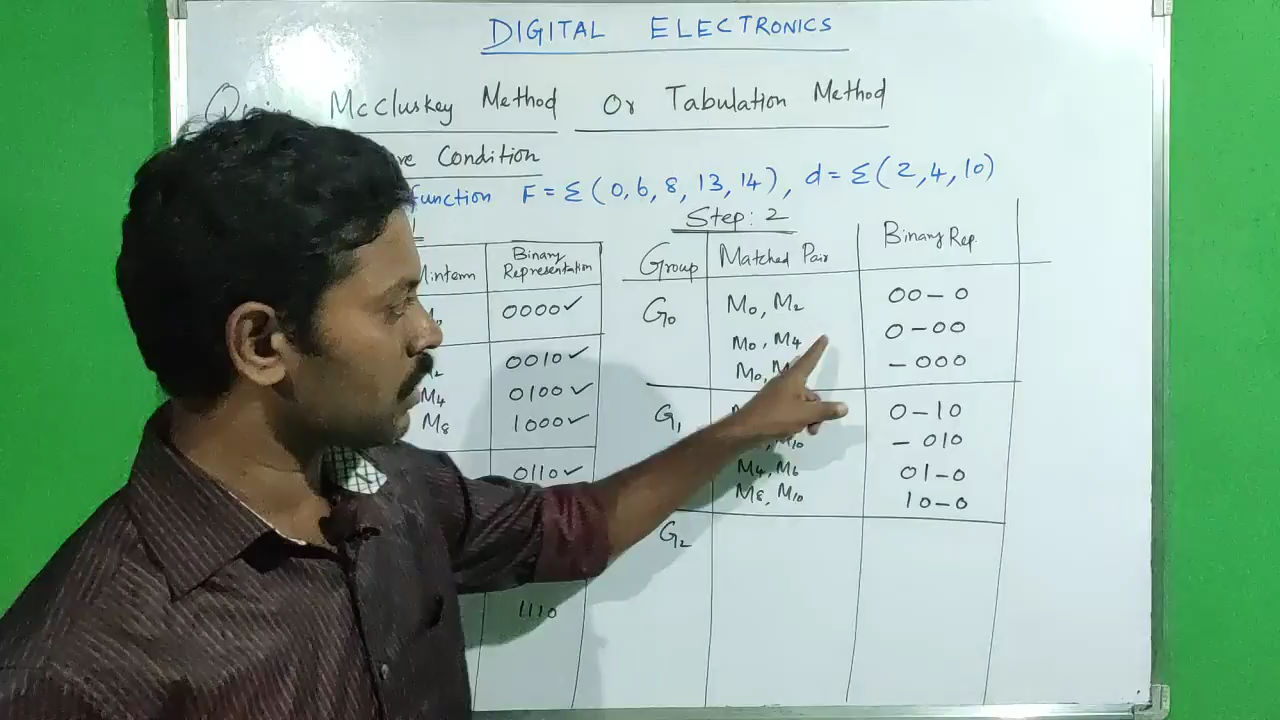 DIGITAL ELECTRONICS
McCluskey Method Or Tabulation Method
Condition
function F = Σ(0,6,8,13,14), d = Σ(2,4,10)
Step: 2
Minterm Binary Representation
Group Matched Pair Binary Rep.
0000✓
G₀ M₀, M₂ 00-0
M₀, M₄ 0-00
M₀, -000
0010✓
M₄ 0100✓
M₈ 1000✓
G₁ 0-10
M₁₀ -010
0110✓
M₄, M₆ 01-0
M₈, M₁₀ 10-0
G₂
1110